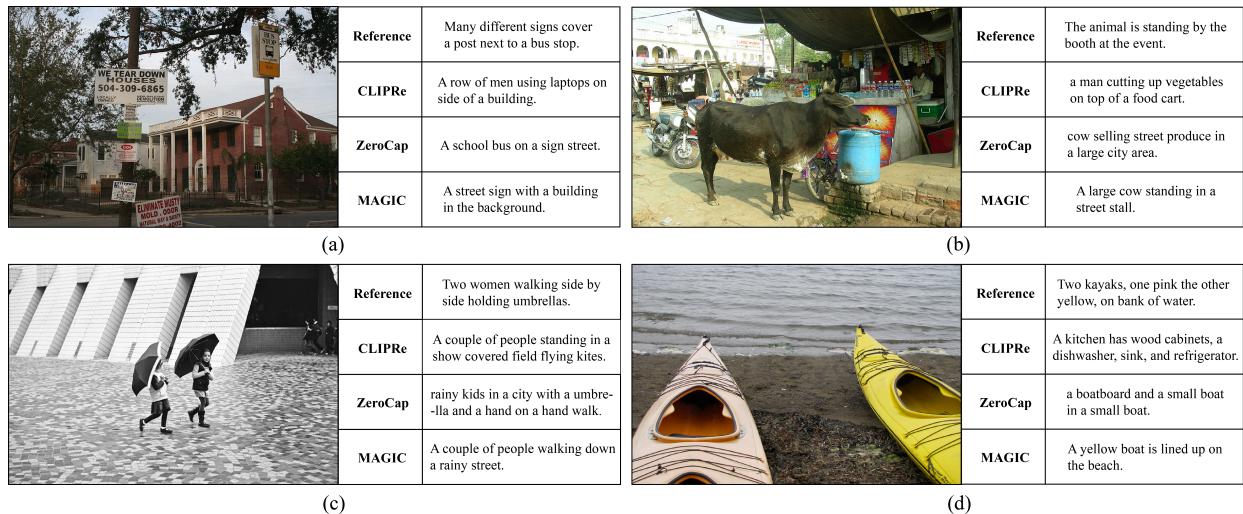 BUS
STOP
WE TEAR DOWN
HOUSES
504-309-6865
ELIMINATE MUSTY
MOLD . ODOR
NATURAL WAY & SAFETY
Reference
Many different signs cover
a post next to a bus stop.
CLIPRe
A row of men using laptops on
side of a building.
ZeroCap
A school bus on a sign street.
MAGIC
A street sign with a building
in the background.
(a)
Reference
The animal is standing by the
booth at the event.
CLIPRe
a man cutting up vegetables
on top of a food cart.
ZeroCap
cow selling street produce in
a large city area.
MAGIC
A large cow standing in a
street stall.
(b)
Reference
Two women walking side by
side holding umbrellas.
CLIPRe
A couple of people standing in a
show covered field flying kites.
ZeroCap
rainy kids in a city with a umbre-
-lla and a hand on a hand walk.
MAGIC
A couple of people walking down
a rainy street.
(c)
Reference
Two kayaks, one pink the other
yellow, on bank of water.
CLIPRe
A kitchen has wood cabinets, a
dishwasher, sink, and refrigerator.
ZeroCap
a boatboard and a small boat
in a small boat.
MAGIC
A yellow boat is lined up on
the beach.
(d)